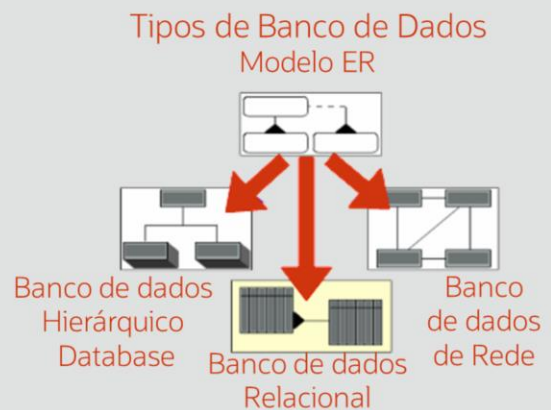 Tipos de Banco de Dados
Modelo ER
Banco de dados
Hierárquico
Database
Banco de dados
Relacional
Banco
de dados
de Rede